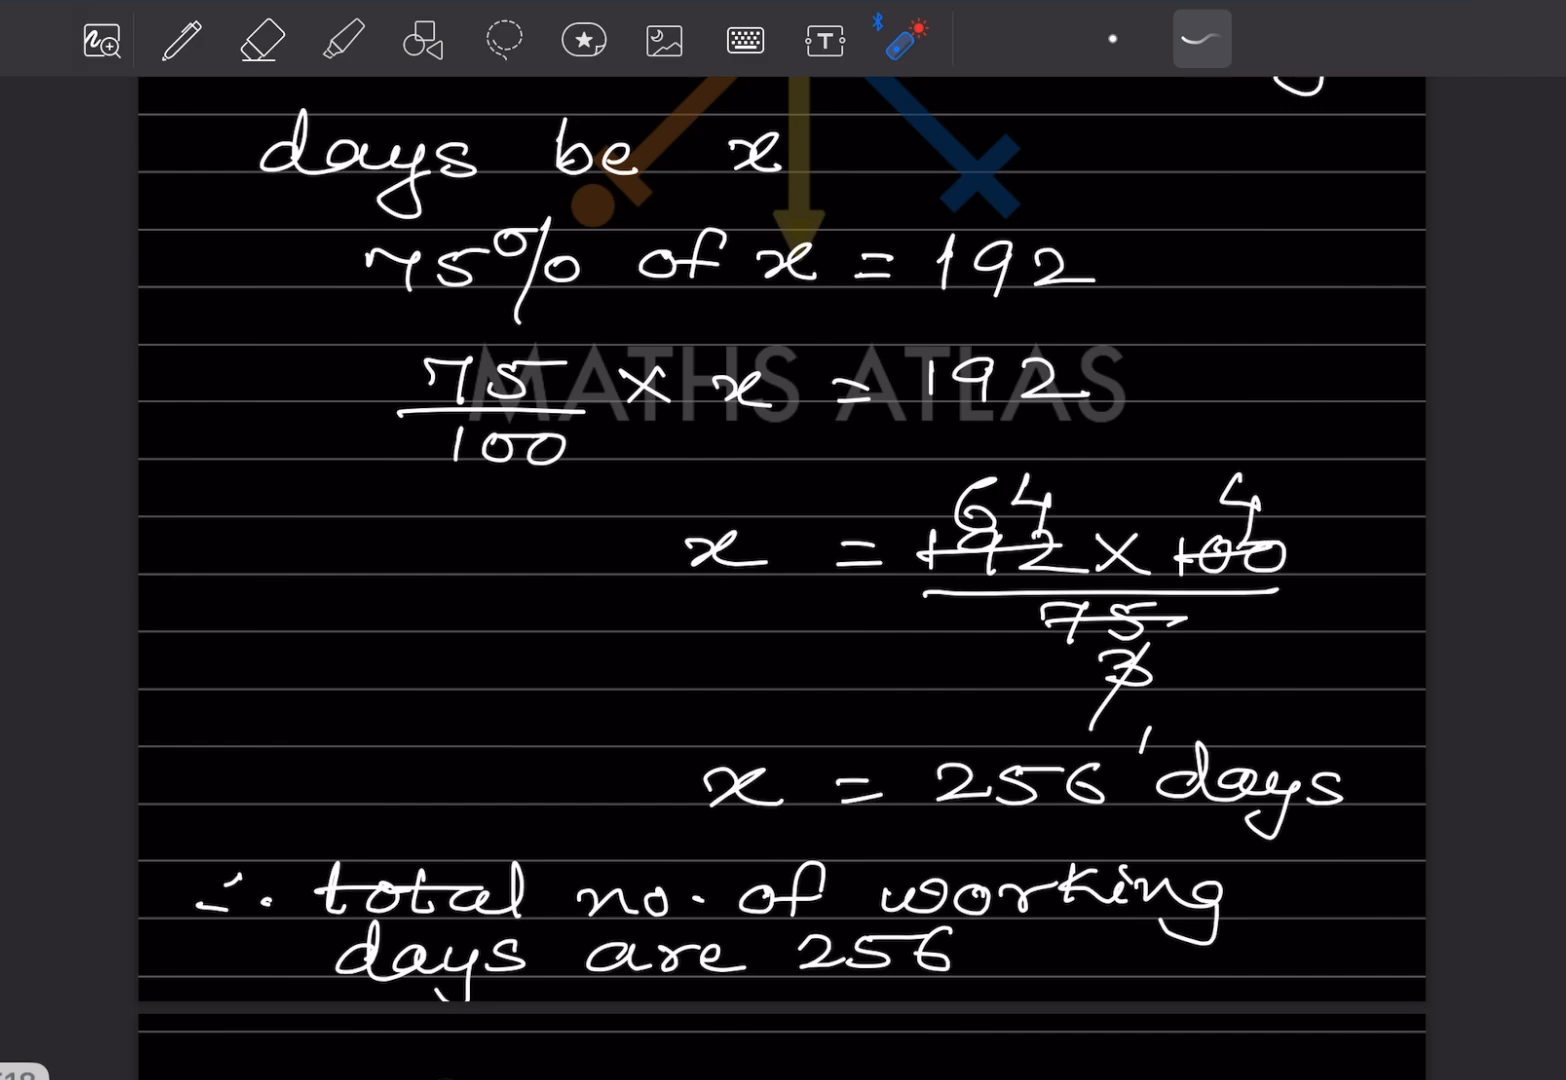 days be x
75% of x = 192
MATHS ATLAS
75/100 × x = 192
64 4
x = 192 × 100 / 75
3
1
x = 256 days
∴ total no. of working
days are 256